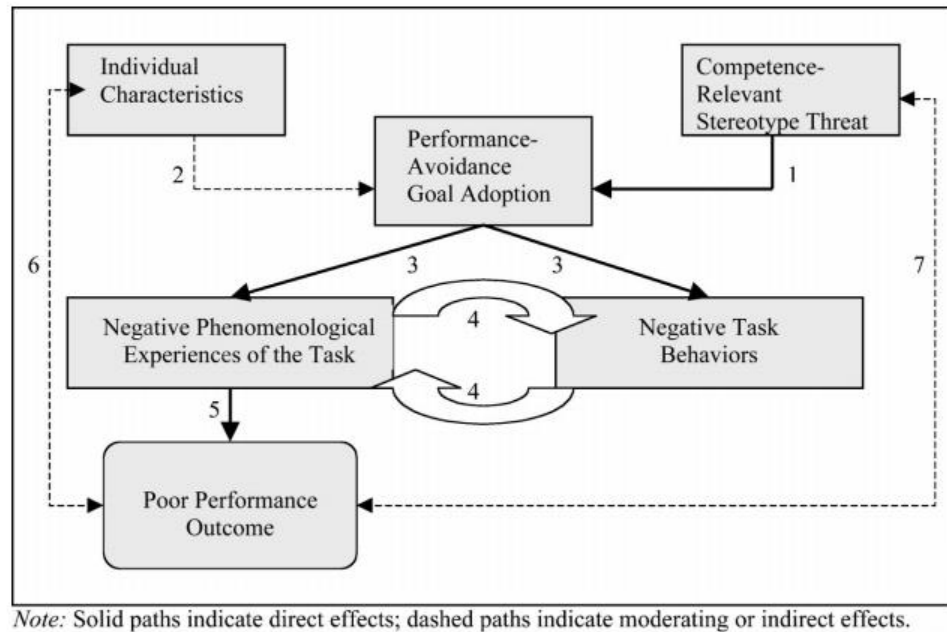 Individual
Characteristics
Competence-
Relevant
Stereotype Threat
Performance-
Avoidance
Goal Adoption
2
1
6
7
3
3
4
Negative Phenomenological
Experiences of the Task
Negative Task
Behaviors
4
5
Poor Performance
Outcome
Note: Solid paths indicate direct effects; dashed paths indicate moderating or indirect effects.